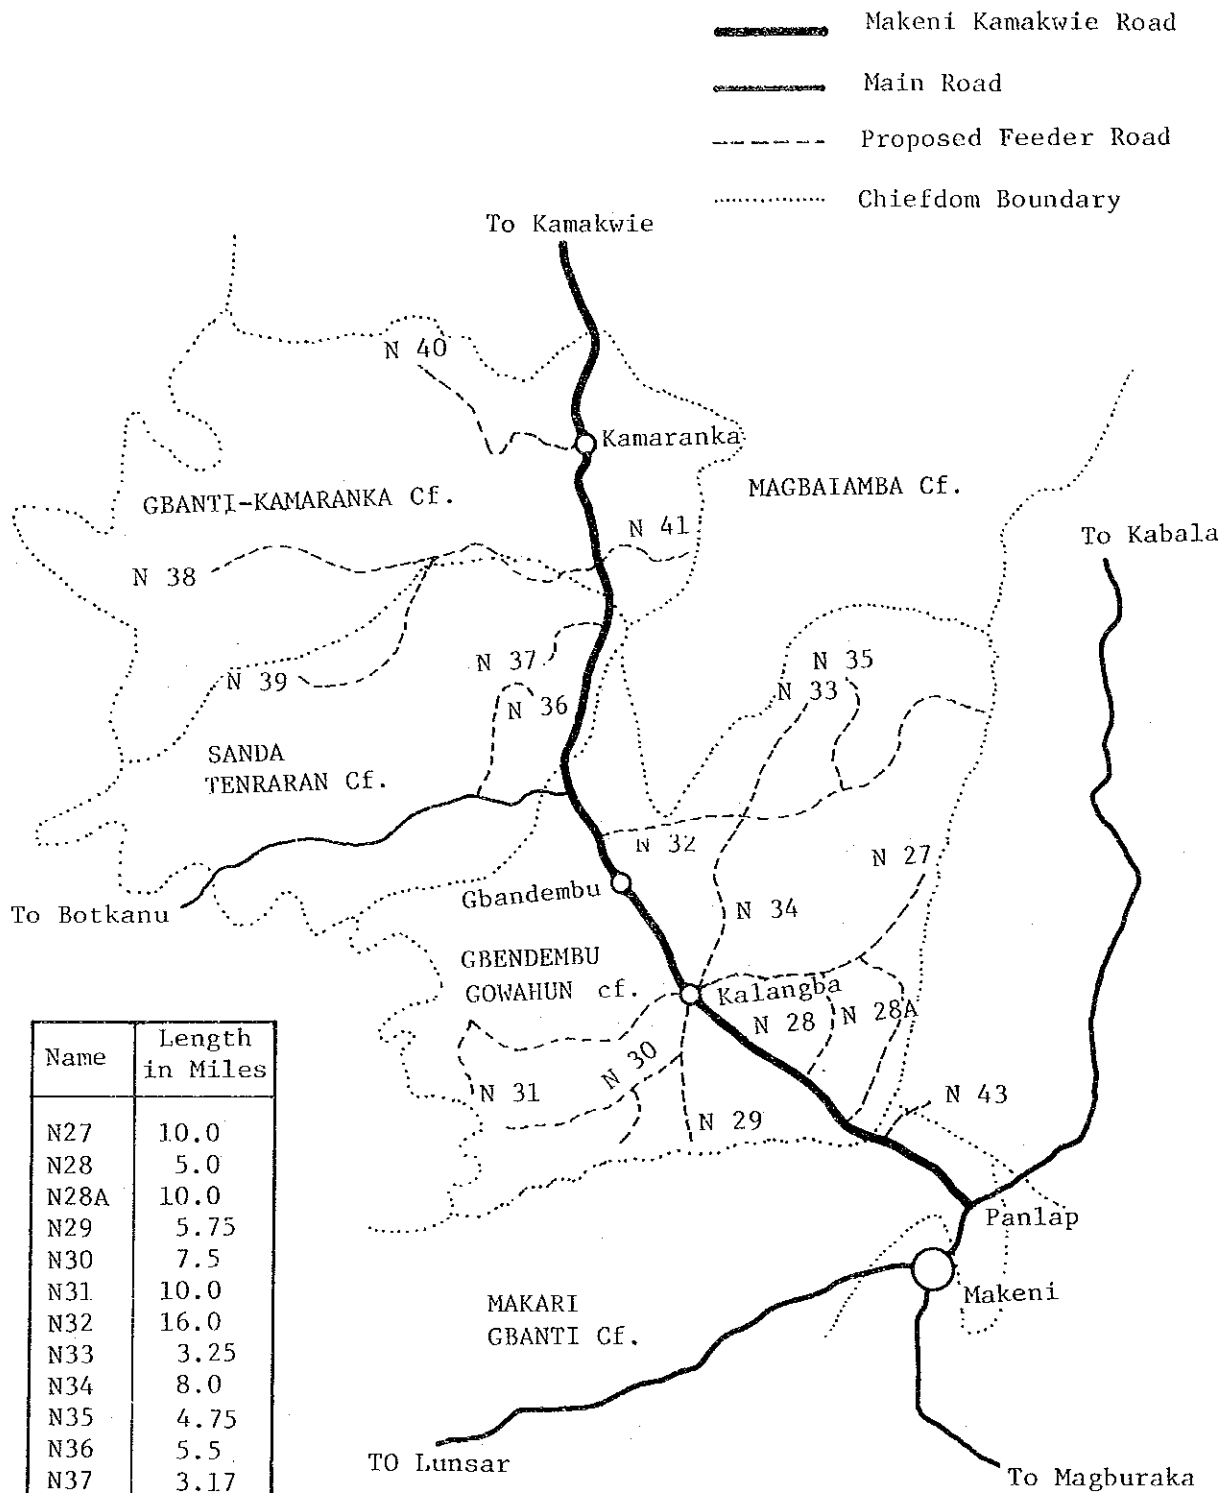 Makeni Kamakwie Road
Main Road
Proposed Feeder Road
Chiefdom Boundary
To Kamakwie
N 40
Kamaranka
GBANTI-KAMARANKA Cf.
MAGBAIAMBA Cf.
N 41
To Kabala
N 38
N 37
N 35
N 39
N 33
N 36
SANDA
TENRARAN Cf.
N 32
N 27
Gbandembu
To Botkanu
N 34
GBENDEMBU
GOWAHUN cf.
Kalangba
N 28
N 28A
N 30
N 31
N 43
N 29
Panlap
Makeni
MAKARI
GBANTI Cf.
TO Lunsar
To Magburaka
Name Length
in Miles
N27 10.0
N28 5.0
N28A 10.0
N29 5.75
N30 7.5
N31 10.0
N32 16.0
N33 3.25
N34 8.0
N35 4.75
N36 5.5
N37 3.17